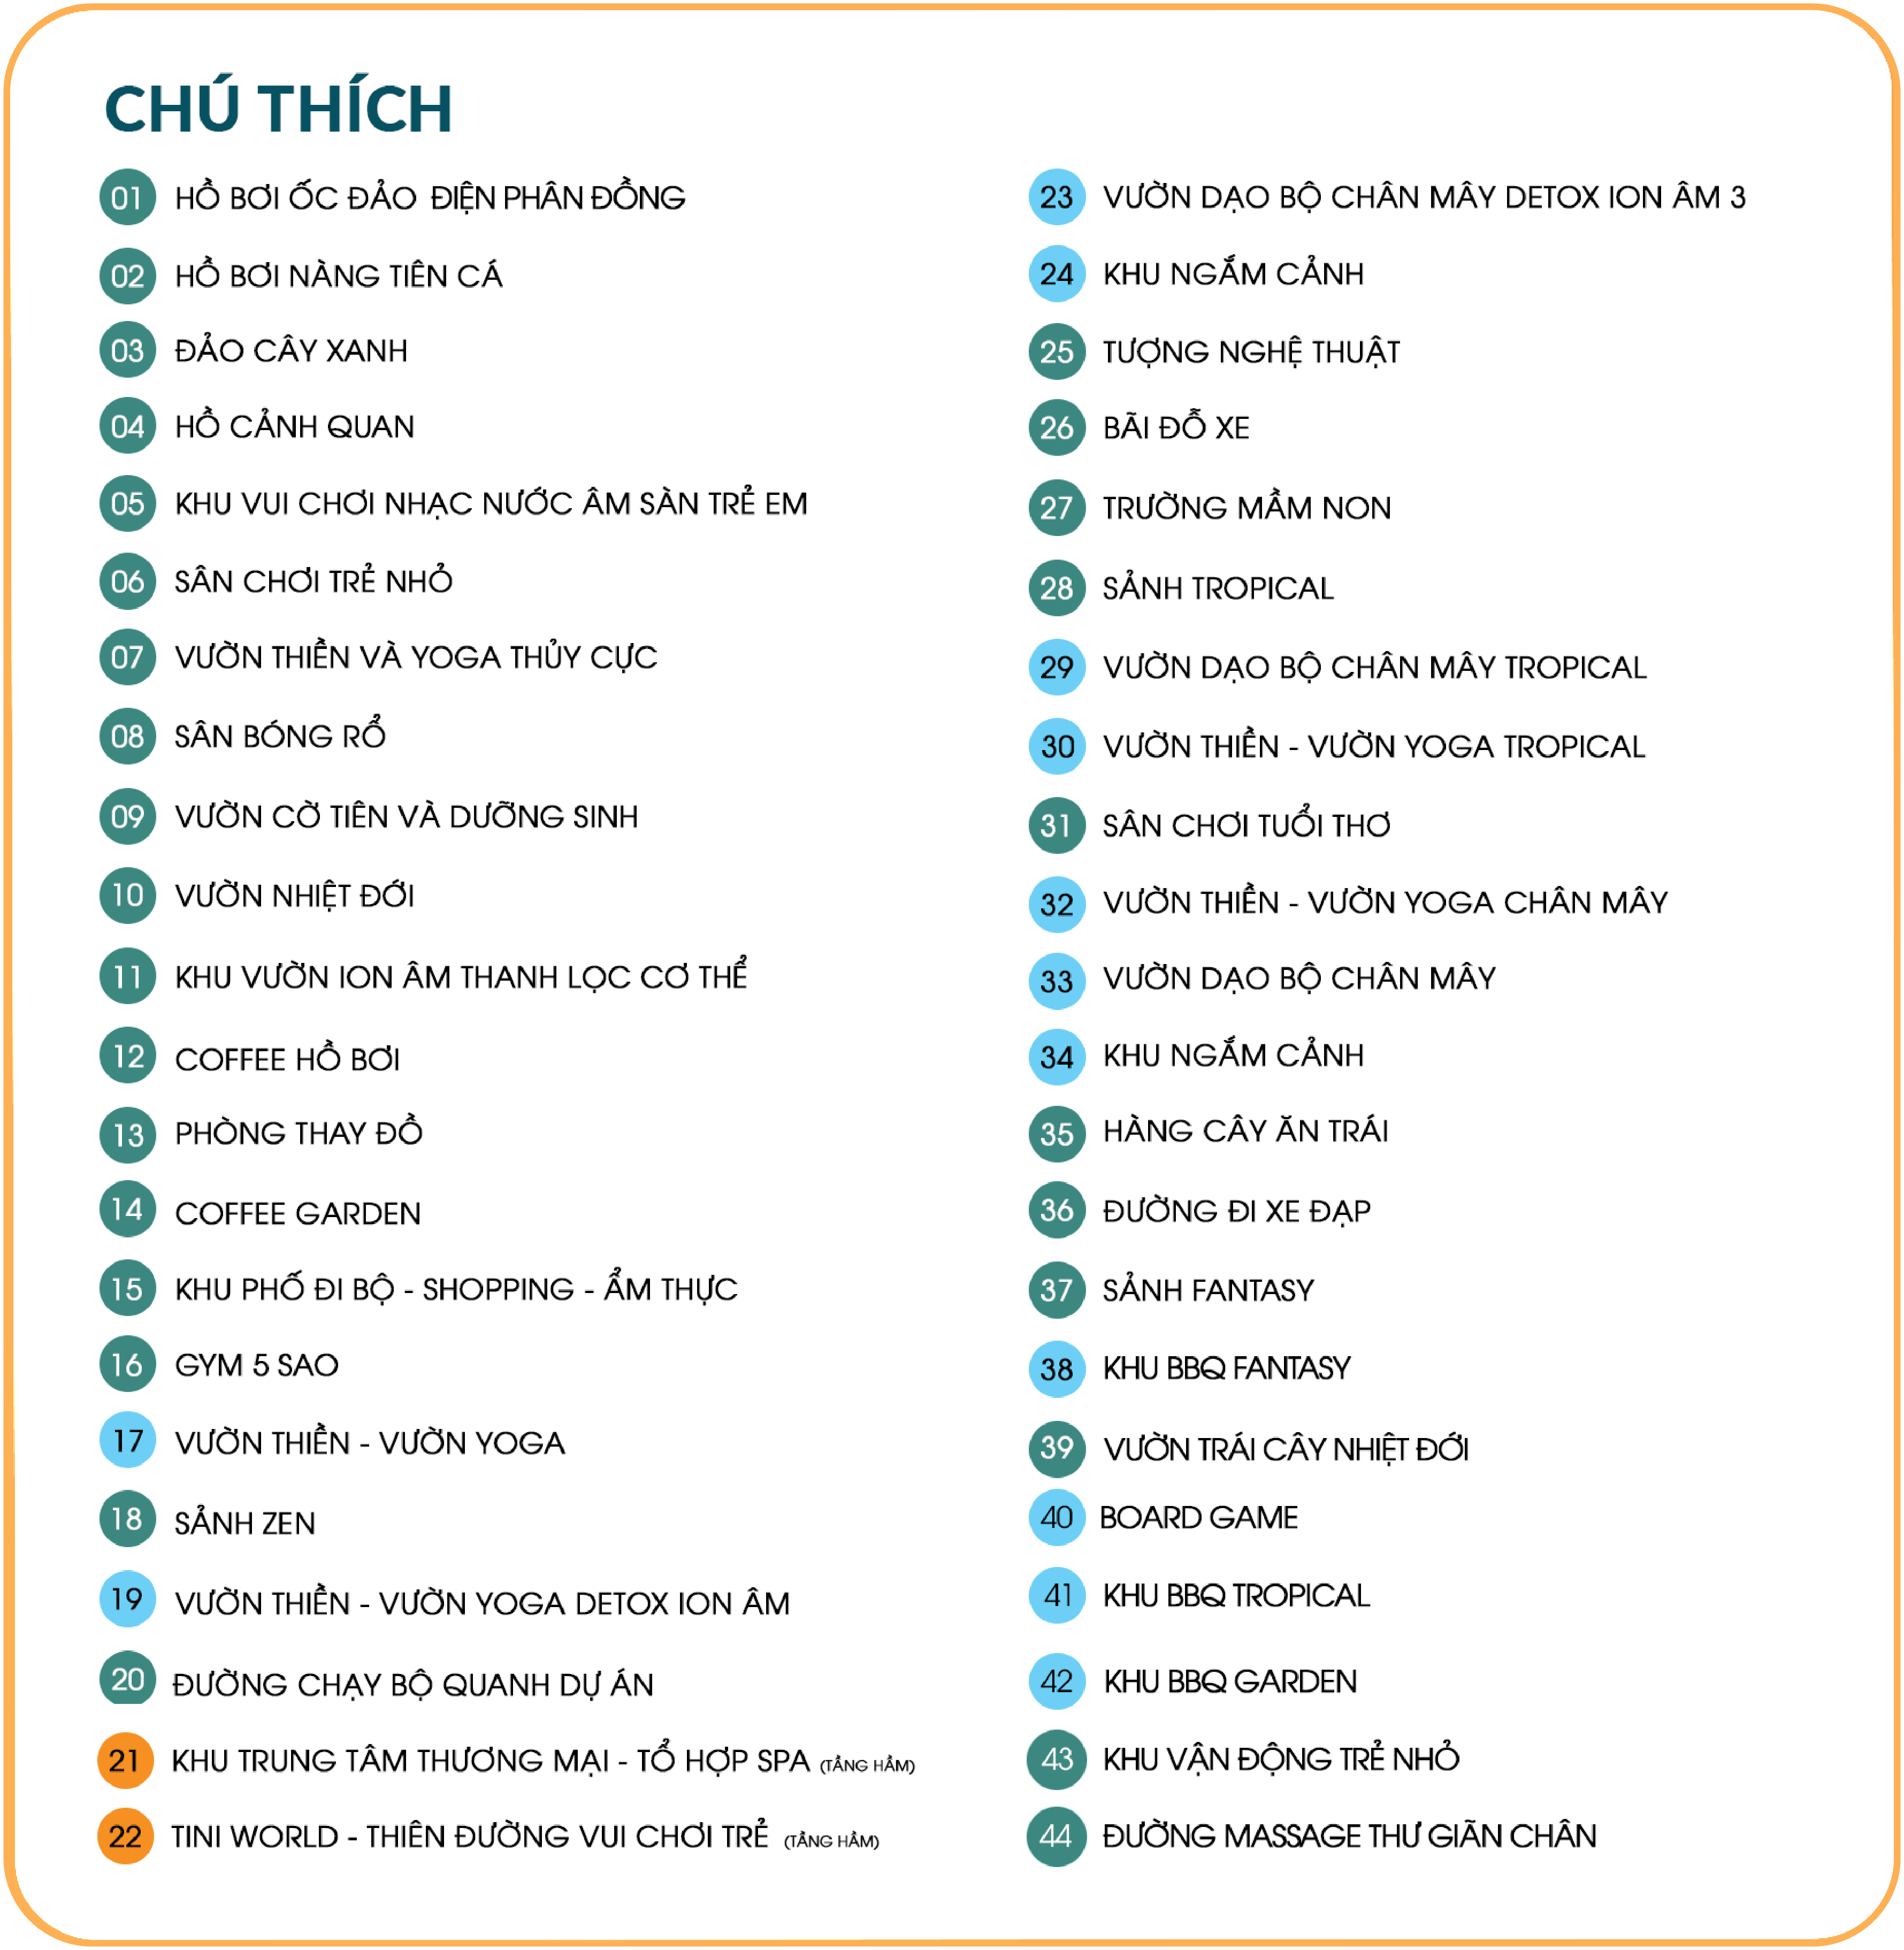 CHÚ THÍCH
01 HỒ BƠI ỐC ĐẢO ĐIỆN PHÂN ĐỒNG
02 HỒ BƠI NÀNG TIÊN CÁ
03 ĐẢO CÂY XANH
04 HỒ CẢNH QUAN
05 KHU VUI CHƠI NHẠC NƯỚC ÂM SÀN TRẺ EM
06 SÂN CHƠI TRẺ NHỎ
07 VƯỜN THIỀN VÀ YOGA THỦY CỰC
08 SÂN BÓNG RỔ
09 VƯỜN CỜ TIÊN VÀ DƯỠNG SINH
10 VƯỜN NHIỆT ĐỚI
11 KHU VƯỜN ION ÂM THANH LỌC CƠ THỂ
12 COFFEE HỒ BƠI
13 PHÒNG THAY ĐỒ
14 COFFEE GARDEN
15 KHU PHỐ ĐI BỘ - SHOPPING - ẨM THỰC
16 GYM 5 SAO
17 VƯỜN THIỀN - VƯỜN YOGA
18 SẢNH ZEN
19 VƯỜN THIỀN - VƯỜN YOGA DETOX ION ÂM
20 ĐƯỜNG CHẠY BỘ QUANH DỰ ÁN
21 KHU TRUNG TÂM THƯƠNG MẠI - TỔ HỢP SPA (TẦNG HẦM)
22 TINI WORLD - THIÊN ĐƯỜNG VUI CHƠI TRẺ (TẦNG HẦM)
23 VƯỜN DẠO BỘ CHÂN MÂY DETOX ION ÂM 3
24 KHU NGẮM CẢNH
25 TƯỢNG NGHỆ THUẬT
26 BÃI ĐỖ XE
27 TRƯỜNG MẦM NON
28 SẢNH TROPICAL
29 VƯỜN DẠO BỘ CHÂN MÂY TROPICAL
30 VƯỜN THIỀN - VƯỜN YOGA TROPICAL
31 SÂN CHƠI TUỔI THƠ
32 VƯỜN THIỀN - VƯỜN YOGA CHÂN MÂY
33 VƯỜN DẠO BỘ CHÂN MÂY
34 KHU NGẮM CẢNH
35 HÀNG CÂY ĂN TRÁI
36 ĐƯỜNG ĐI XE ĐẠP
37 SẢNH FANTASY
38 KHU BBQ FANTASY
39 VƯỜN TRÁI CÂY NHIỆT ĐỚI
40 BOARD GAME
41 KHU BBQ TROPICAL
42 KHU BBQ GARDEN
43 KHU VẬN ĐỘNG TRẺ NHỎ
44 ĐƯỜNG MASSAGE THƯ GIÃN CHÂN